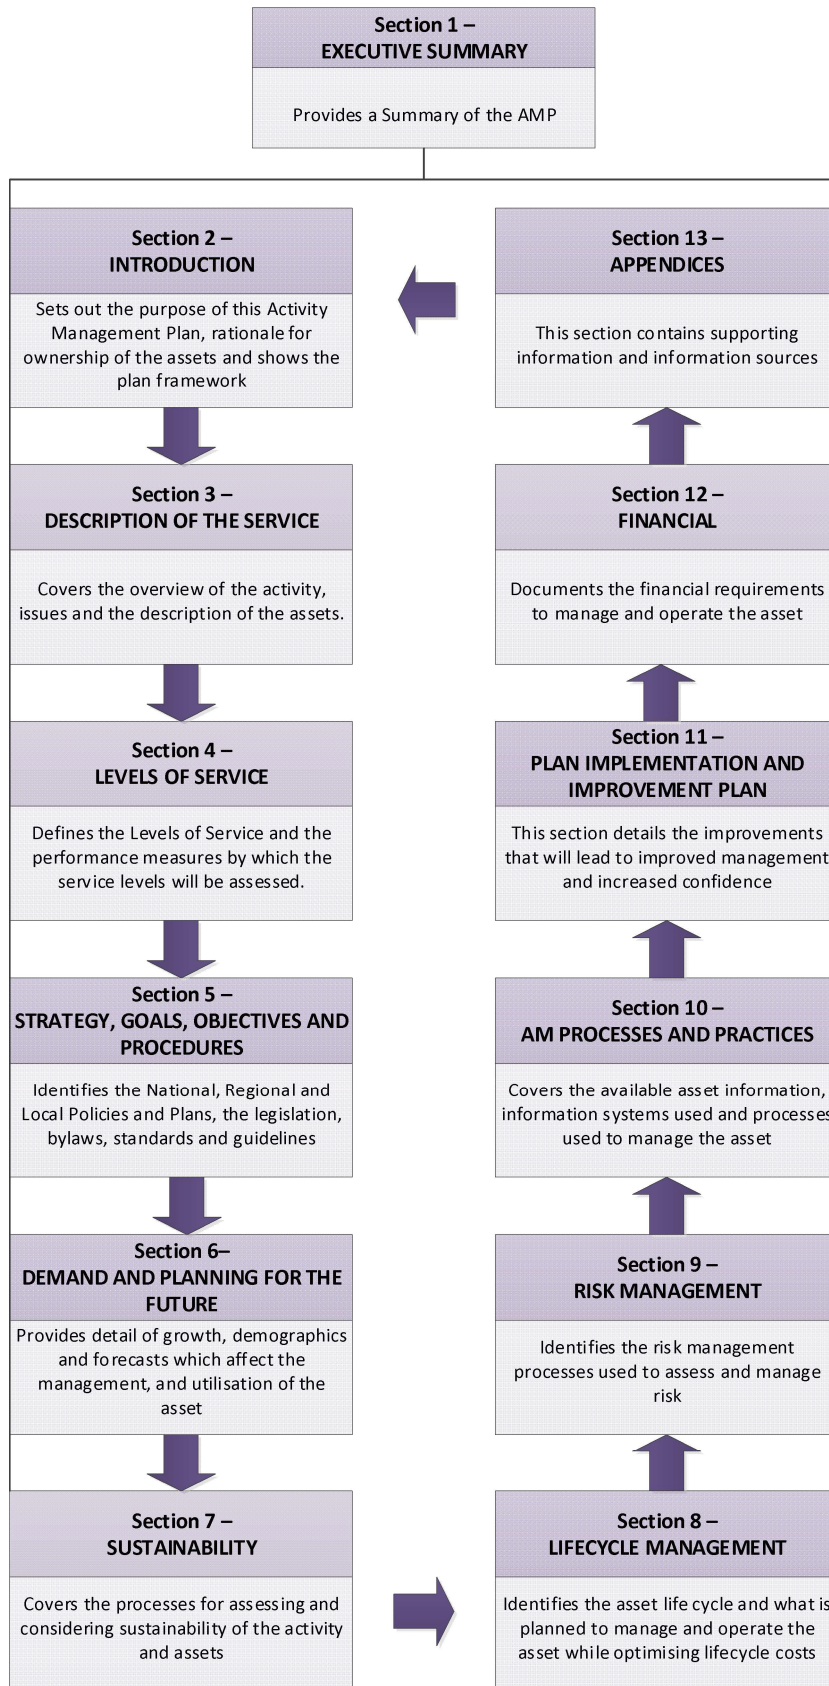 Section 1 –
EXECUTIVE SUMMARY
Provides a Summary of the AMP
Section 2 –
INTRODUCTION
Sets out the purpose of this Activity
Management Plan, rationale for
ownership of the assets and shows the
plan framework
Section 3 –
DESCRIPTION OF THE SERVICE
Covers the overview of the activity,
issues and the description of the assets.
Section 4 –
LEVELS OF SERVICE
Defines the Levels of Service and the
performance measures by which the
service levels will be assessed.
Section 5 –
STRATEGY, GOALS, OBJECTIVES AND
PROCEDURES
Identifies the National, Regional and
Local Policies and Plans, the legislation,
bylaws, standards and guidelines
Section 6–
DEMAND AND PLANNING FOR THE
FUTURE
Provides detail of growth, demographics
and forecasts which affect the
management, and utilisation of the
asset
Section 7 –
SUSTAINABILITY
Covers the processes for assessing and
considering sustainability of the activity
and assets
Section 8 –
LIFECYCLE MANAGEMENT
Identifies the asset life cycle and what is
planned to manage and operate the
asset while optimising lifecycle costs
Section 9 –
RISK MANAGEMENT
Identifies the risk management
processes used to assess and manage
risk
Section 10 –
AM PROCESSES AND PRACTICES
Covers the available asset information,
information systems used and processes
used to manage the asset
Section 11 –
PLAN IMPLEMENTATION AND
IMPROVEMENT PLAN
This section details the improvements
that will lead to improved management
and increased confidence
Section 12 –
FINANCIAL
Documents the financial requirements
to manage and operate the asset
Section 13 –
APPENDICES
This section contains supporting
information and information sources